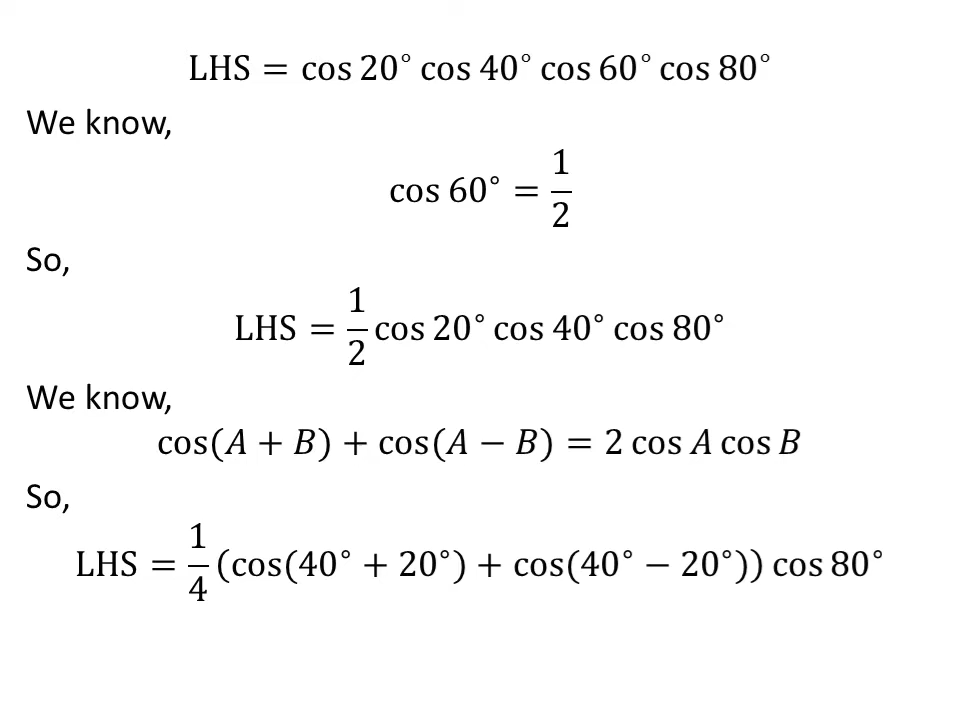 LHS = cos 20° cos 40° cos 60° cos 80°
We know,
cos 60° = 1/2
So,
LHS = 1/2 cos 20° cos 40° cos 80°
We know,
cos(A + B) + cos(A − B) = 2 cos A cos B
So,
LHS = 1/4 (cos(40° + 20°) + cos(40° − 20°)) cos 80°